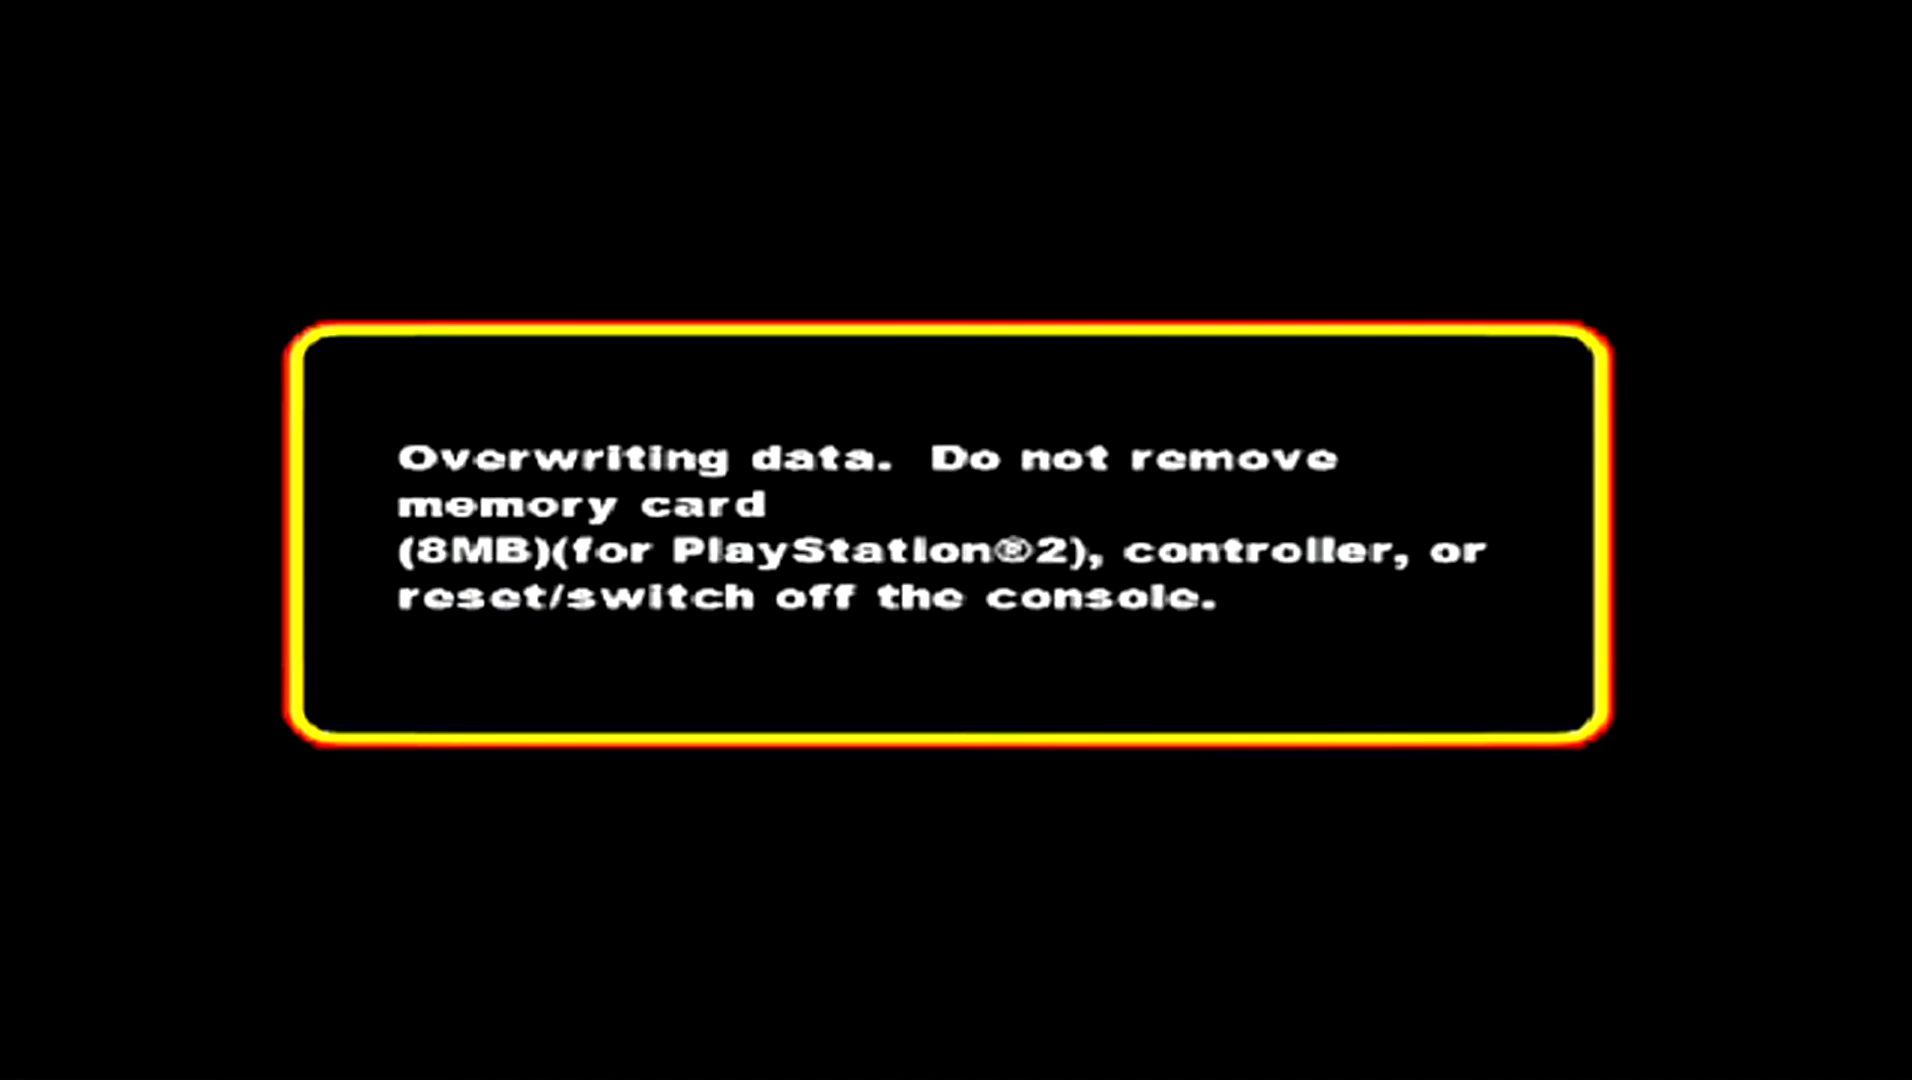 Overwriting data.  Do not remove
memory card
(8MB)(for PlayStation®2), controller, or
reset/switch off the console.